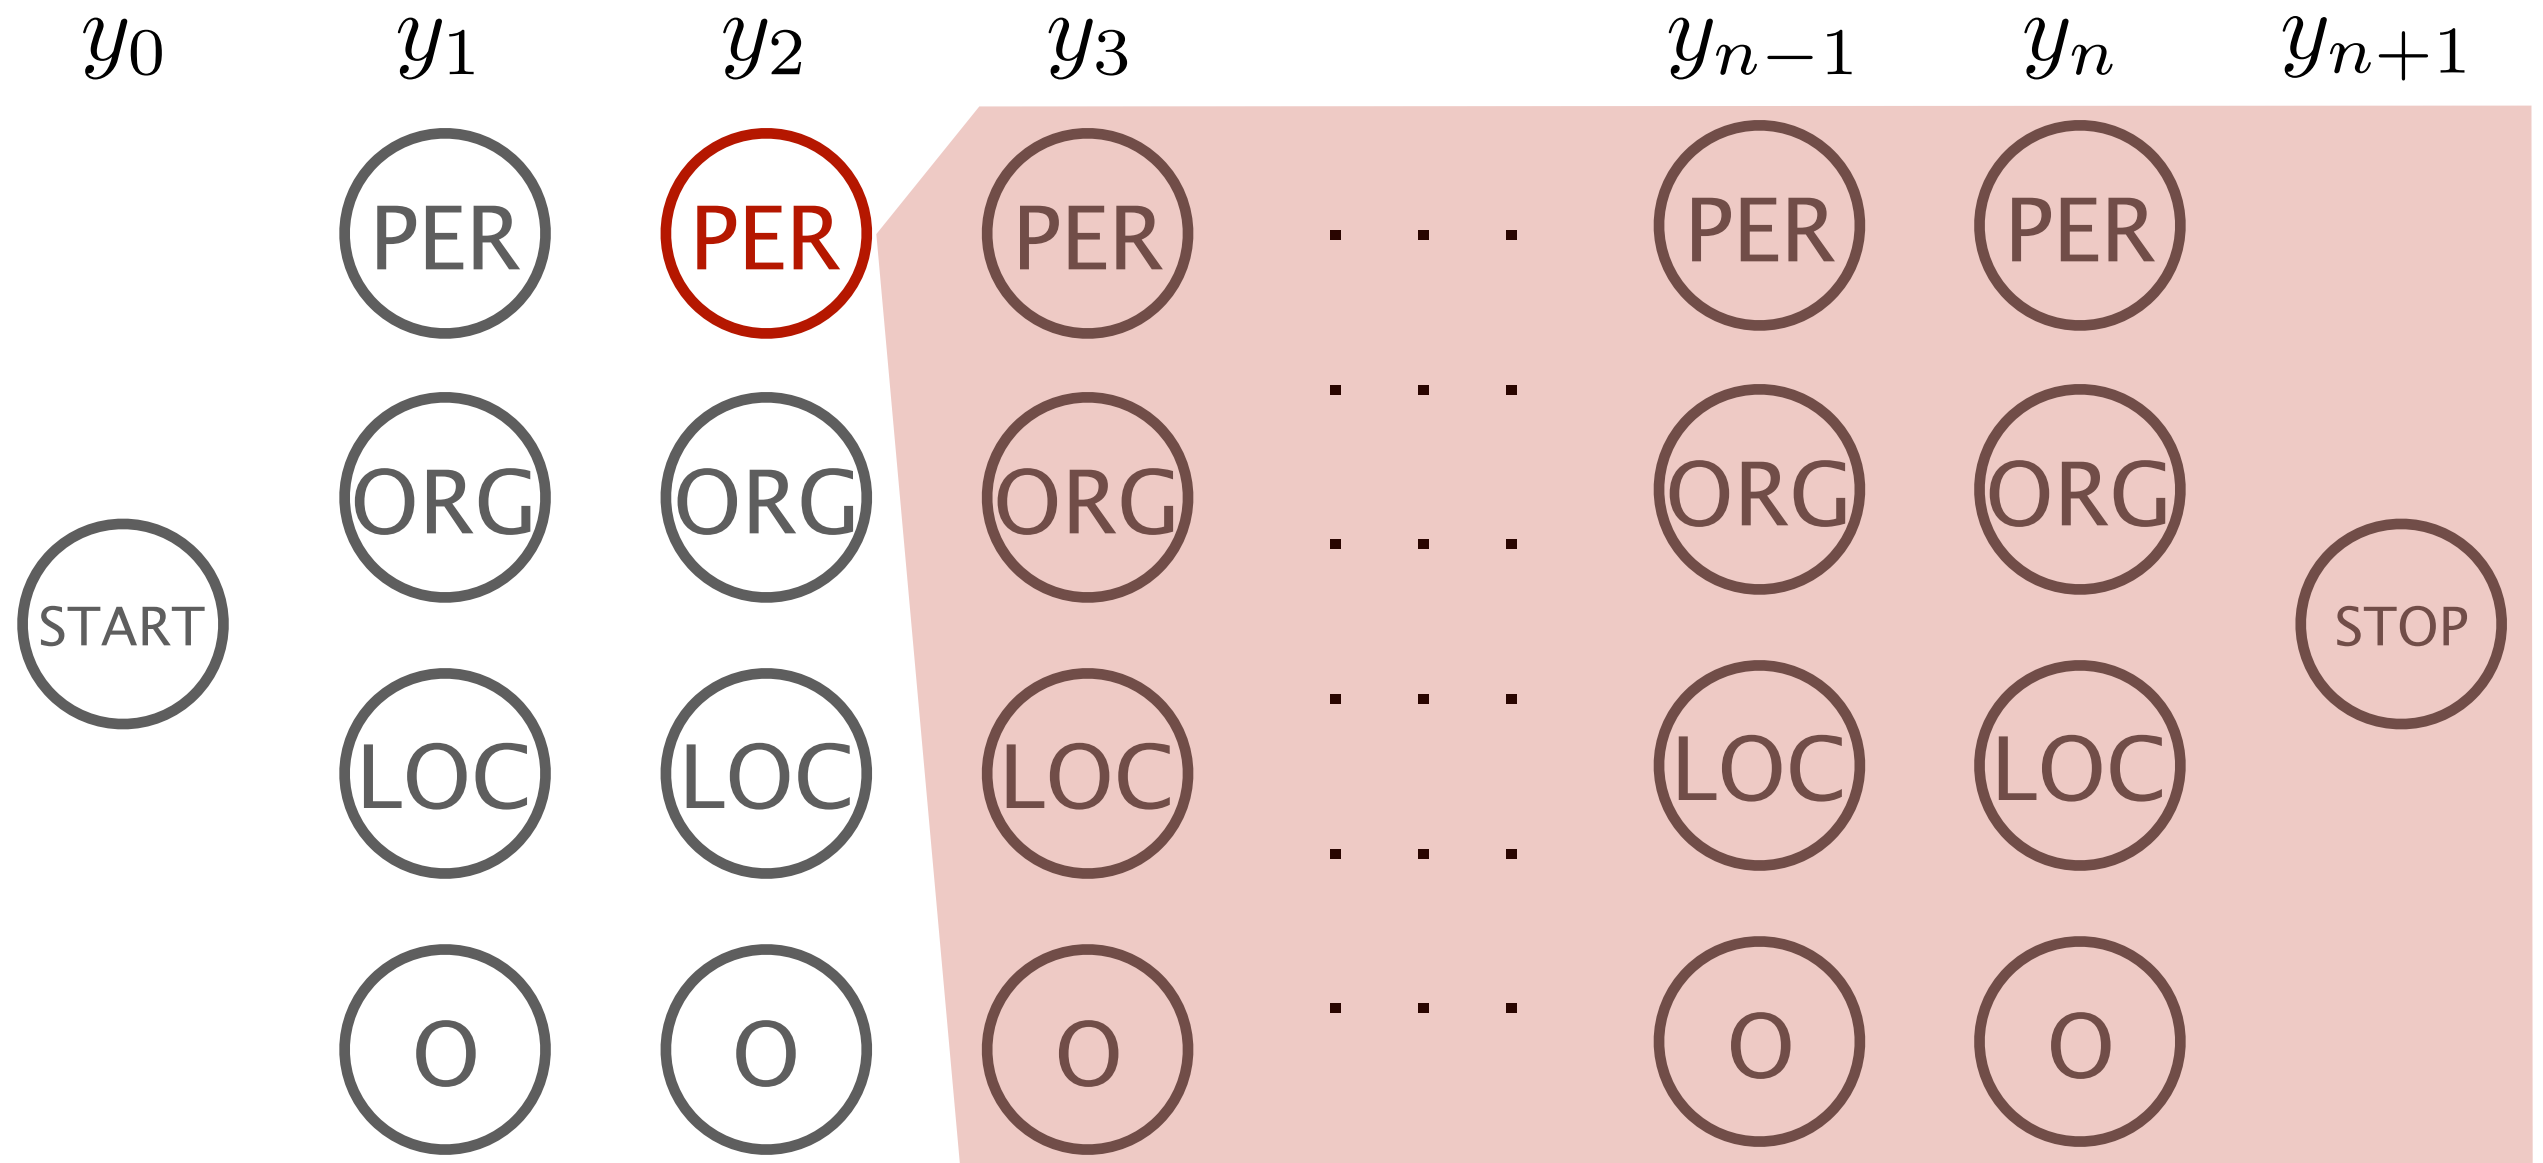 y0 y1 y2 y3 yn−1 yn yn+1
PER PER PER . . . PER PER
. . .
ORG ORG ORG ORG ORG
. . .
START STOP
. . .
LOC LOC LOC LOC LOC
. . .
O O O . . . O O